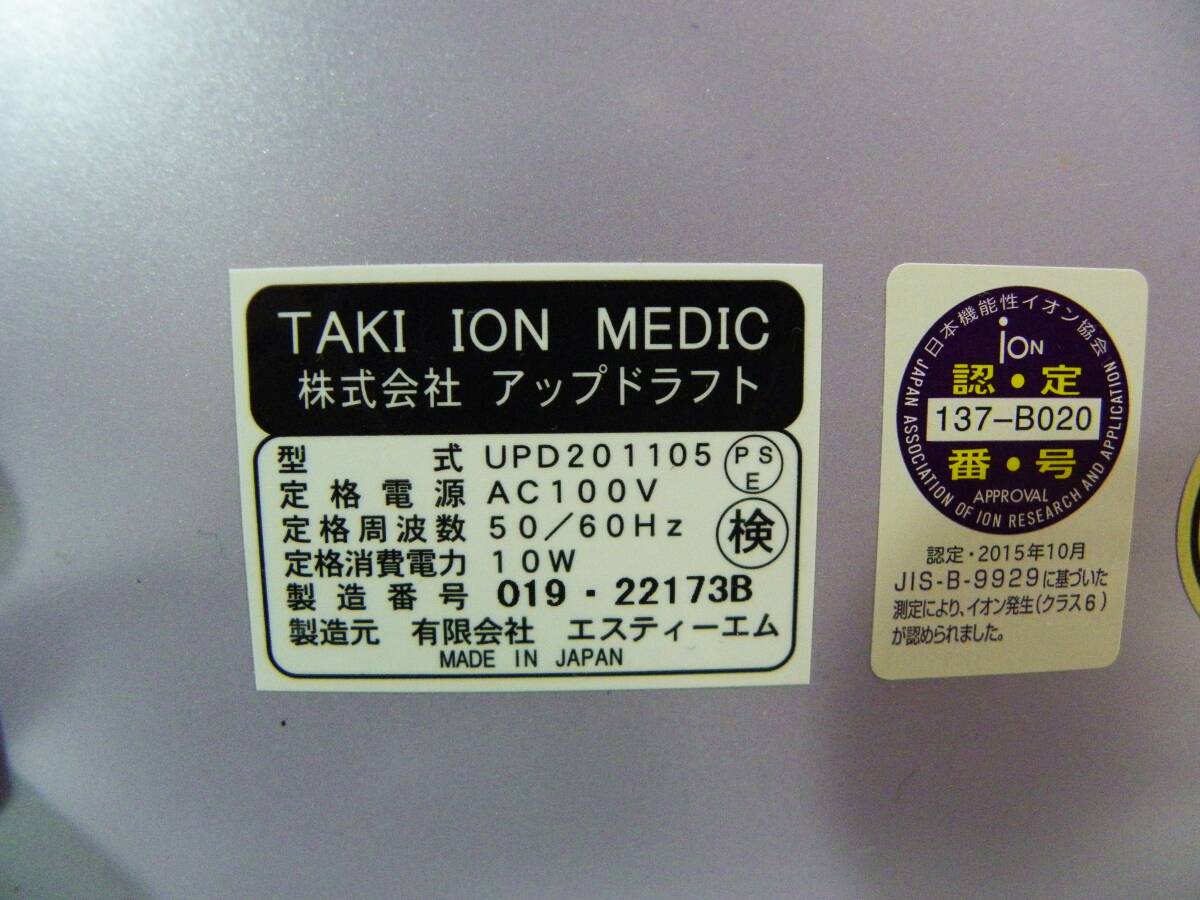 TAKI ION MEDIC
株式会社 アップドラフト
型式 UPD201105
PSE
定格電源 AC100V
定格周波数 50/60Hz
検
定格消費電力 10W
製造番号 019-22173B
製造元 有限会社 エスティーエム
MADE IN JAPAN
日本機能性イオン協会
ion
認・定
137-B020
番・号
APPROVAL
JAPAN ASSOCIATION OF ION RESEARCH AND APPLICATION
認定・2015年10月
JIS-B-9929に基づいた
測定により、イオン発生(クラス6)
が認められました。